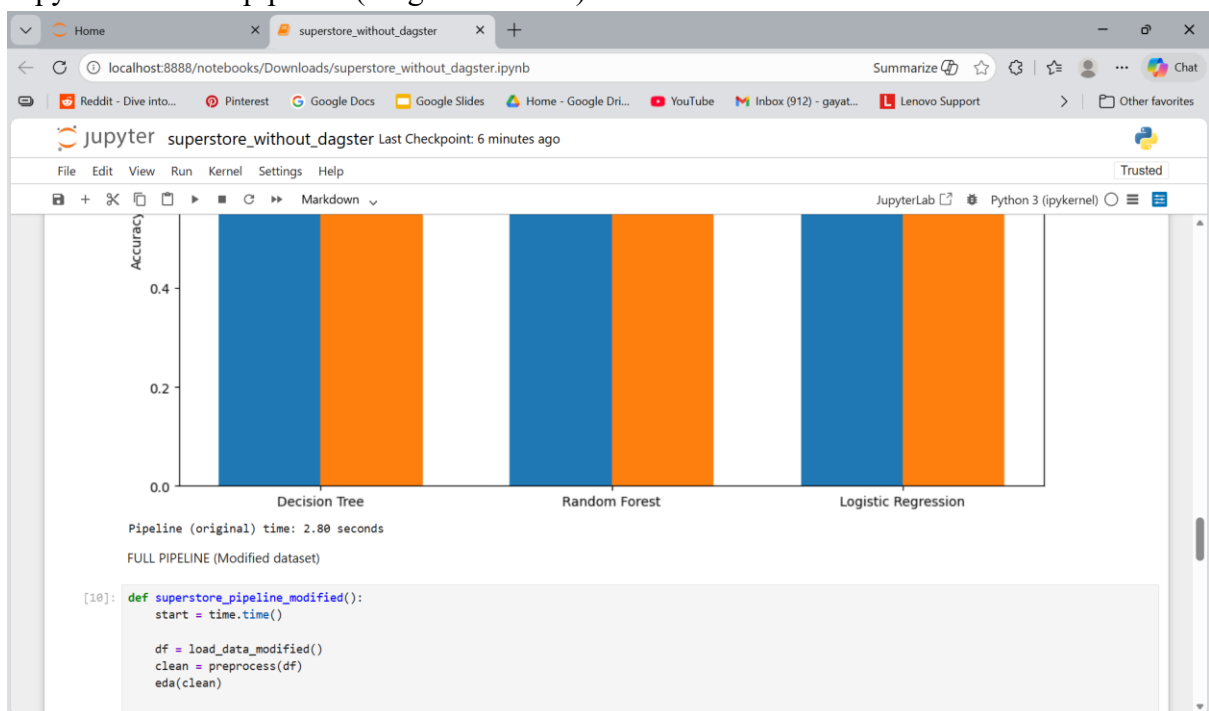 Home
superstore_without_dagster
localhost:8888/notebooks/Downloads/superstore_without_dagster.ipynb
Summarize
Chat
Reddit - Dive into...
Pinterest
Google Docs
Google Slides
Home - Google Dri...
YouTube
Inbox (912) - gayat...
Lenovo Support
Other favorites
jupyter superstore_without_dagster Last Checkpoint: 6 minutes ago
File Edit View Run Kernel Settings Help
Trusted
Markdown
JupyterLab
Python 3 (ipykernel)
Accuracy
0.4
0.2
0.0
Decision Tree
Random Forest
Logistic Regression
Pipeline (original) time: 2.80 seconds
FULL PIPELINE (Modified dataset)
[10]: def superstore_pipeline_modified():
start = time.time()
df = load_data_modified()
clean = preprocess(df)
eda(clean)